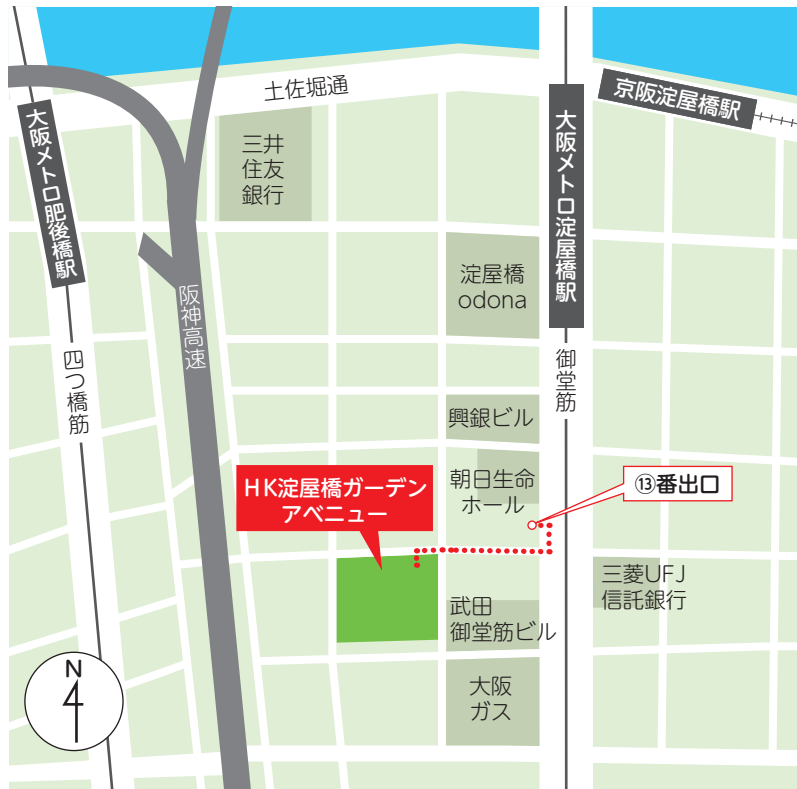 土佐堀通
京阪淀屋橋駅
大阪メトロ肥後橋駅
三井
住友
銀行
大阪メトロ淀屋橋駅
淀屋橋
odona
阪神高速
四つ橋筋
御堂筋
興銀ビル
朝日生命
ホール
HK淀屋橋ガーデン
アベニュー
⑬番出口
三菱UFJ
信託銀行
武田
御堂筋ビル
大阪
ガス
N